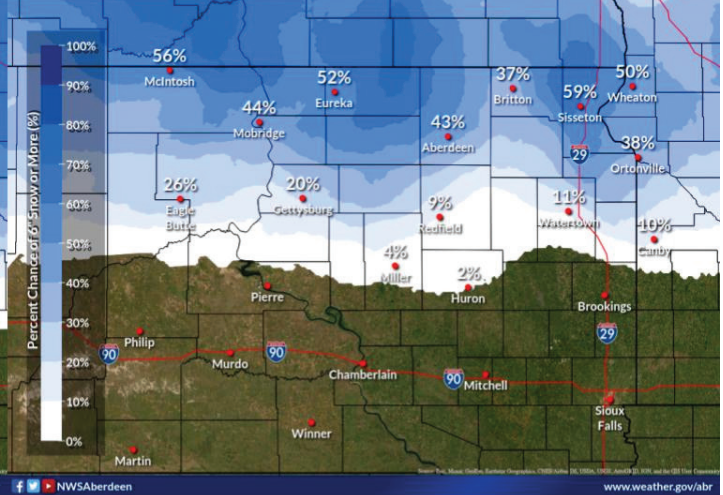 100%
90%
80%
70%
60%
50%
40%
30%
20%
10%
0%
Percent Chance of 6" Snow or More (%)
56%
McIntosh
52%
Eureka
37%
Britton
59%
Sisseton
50%
Wheaton
44%
Mobridge
43%
Aberdeen
29
38%
Ortonville
26%
Eagle
Butte
20%
Gettysburg
9%
Redfield
11%
Watertown
10%
Canby
4%
Miller
2%
Huron
Pierre
Brookings
29
Philip
90
Murdo
90
Chamberlain
90
Mitchell
Sioux
Falls
Winner
Martin
NWSAberdeen
www.weather.gov/abr